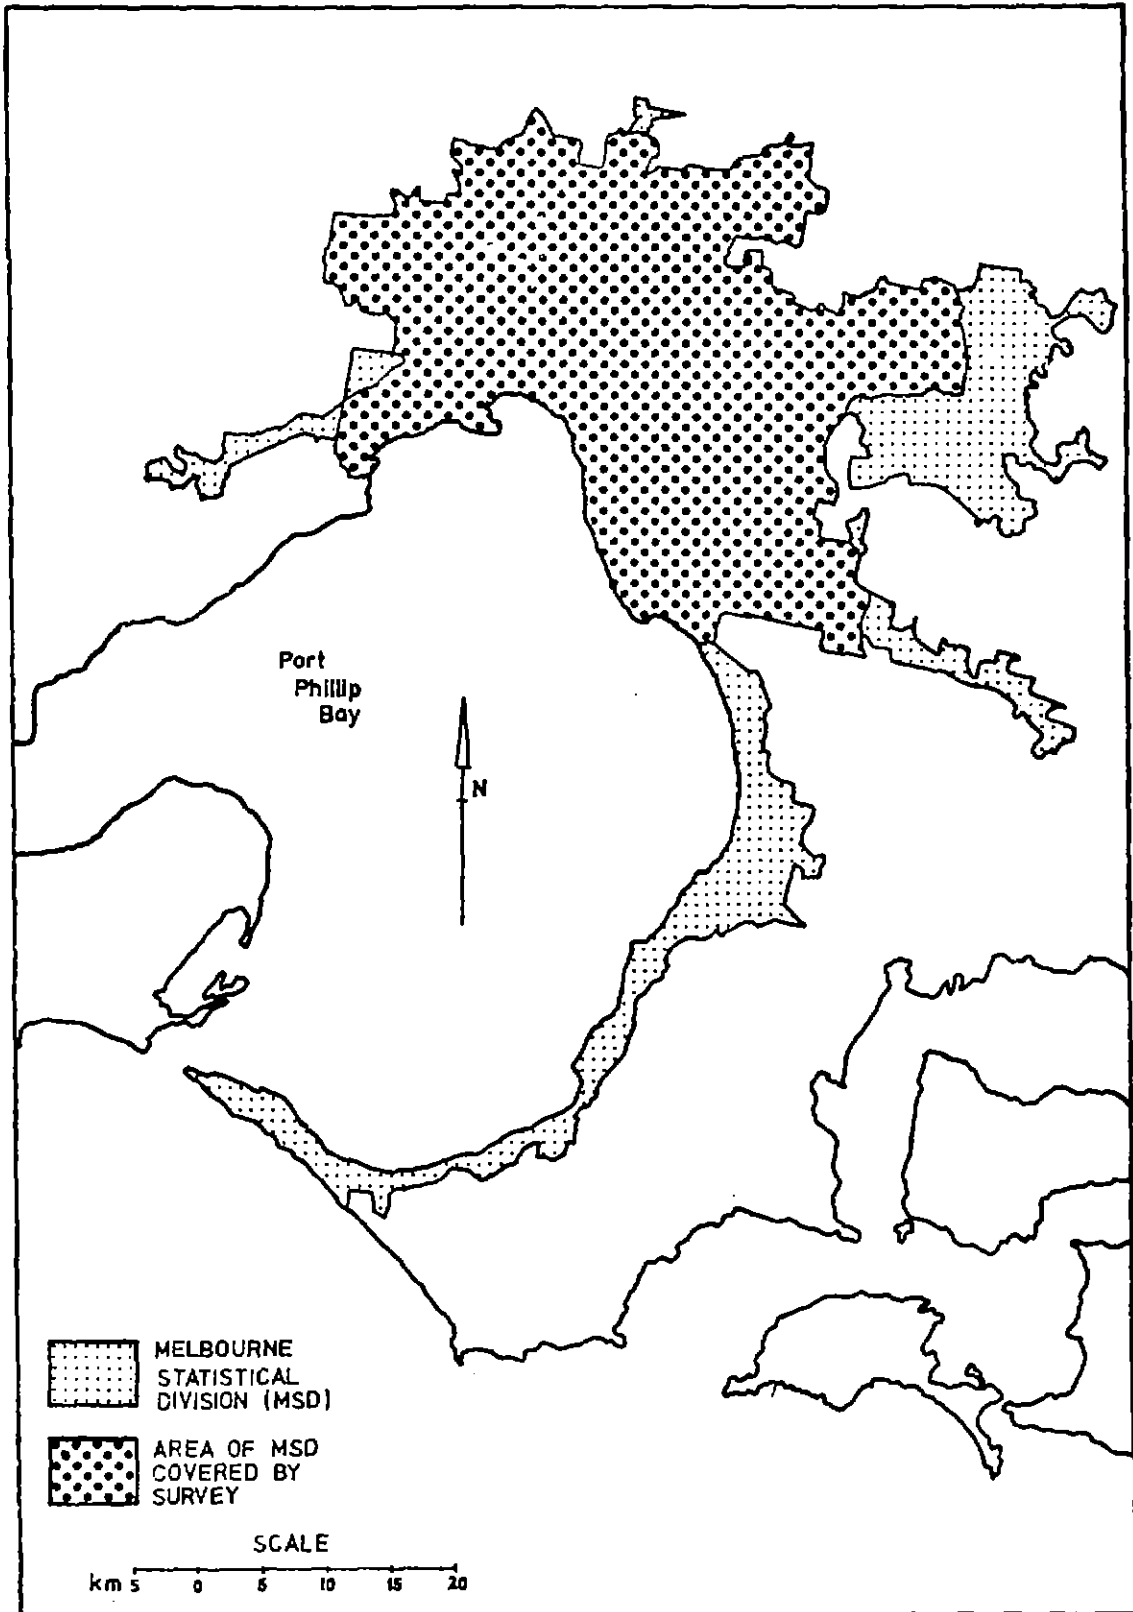 Port
Phillip
Bay
N
MELBOURNE
STATISTICAL
DIVISION (MSD)
AREA OF MSD
COVERED BY
SURVEY
SCALE
km 5 0 5 10 15 20